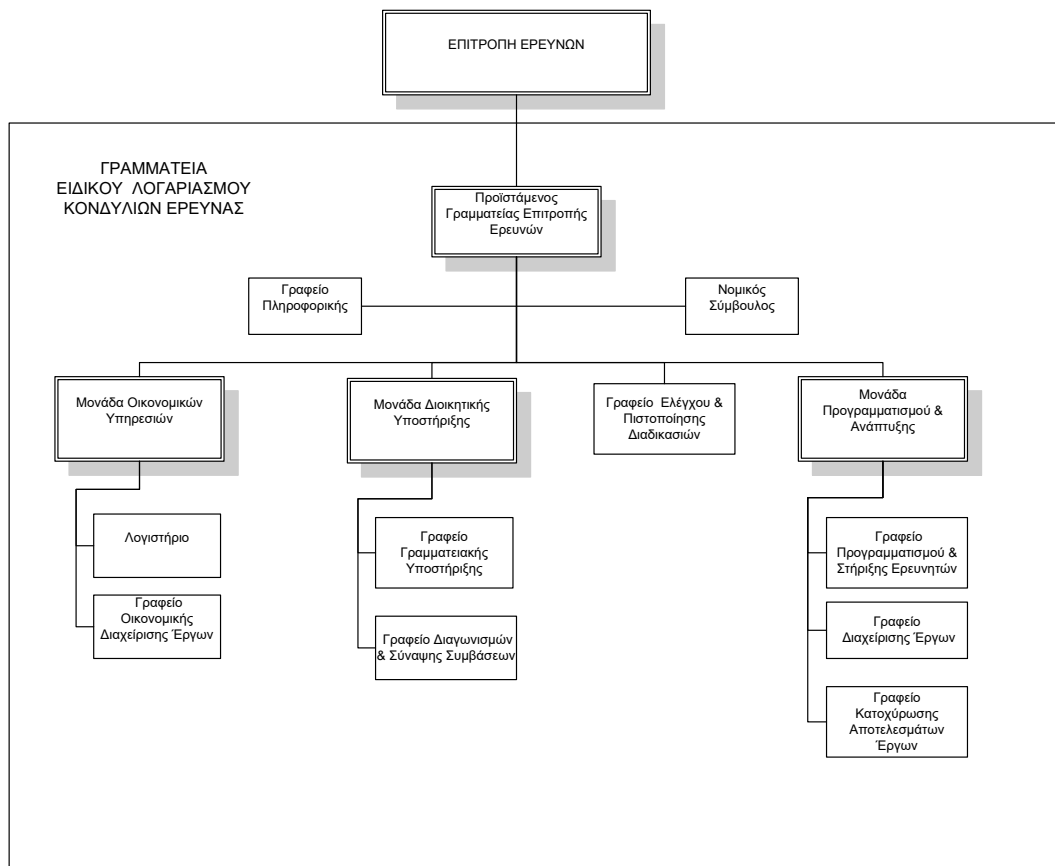 ΕΠΙΤΡΟΠΗ ΕΡΕΥΝΩΝ
ΓΡΑΜΜΑΤΕΙΑ
ΕΙΔΙΚΟΥ ΛΟΓΑΡΙΑΣΜΟΥ
ΚΟΝΔΥΛΙΩΝ ΕΡΕΥΝΑΣ
Προϊστάμενος
Γραμματείας Επιτροπής
Ερευνών
Γραφείο
Πληροφορικής
Νομικός
Σύμβουλος
Μονάδα Οικονομικών
Υπηρεσιών
Μονάδα Διοικητικής
Υποστήριξης
Γραφείο Ελέγχου &
Πιστοποίησης
Διαδικασιών
Μονάδα
Προγραμματισμού &
Ανάπτυξης
Λογιστήριο
Γραφείο
Οικονομικής
Διαχείρισης Έργων
Γραφείο
Γραμματειακής
Υποστήριξης
Γραφείο Διαγωνισμών
& Σύναψης Συμβάσεων
Γραφείο
Προγραμματισμού &
Στήριξης Ερευνητών
Γραφείο
Διαχείρισης Έργων
Γραφείο
Κατοχύρωσης
Αποτελεσμάτων
Έργων